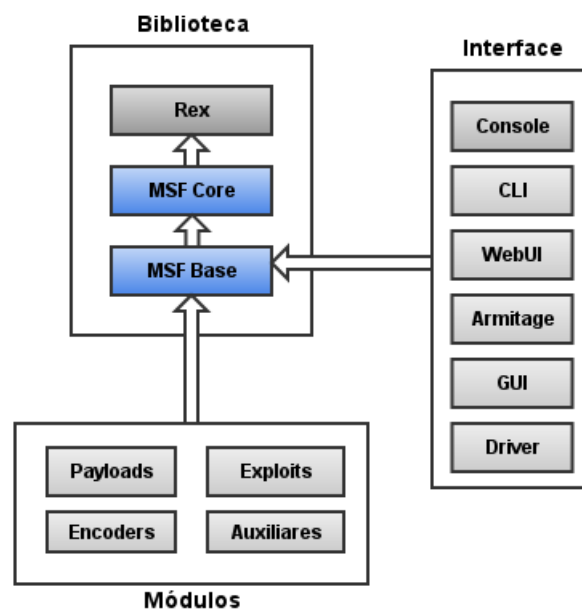 Biblioteca
Rex
MSF Core
MSF Base
Interface
Console
CLI
WebUI
Armitage
GUI
Driver
Payloads
Exploits
Encoders
Auxiliares
Módulos